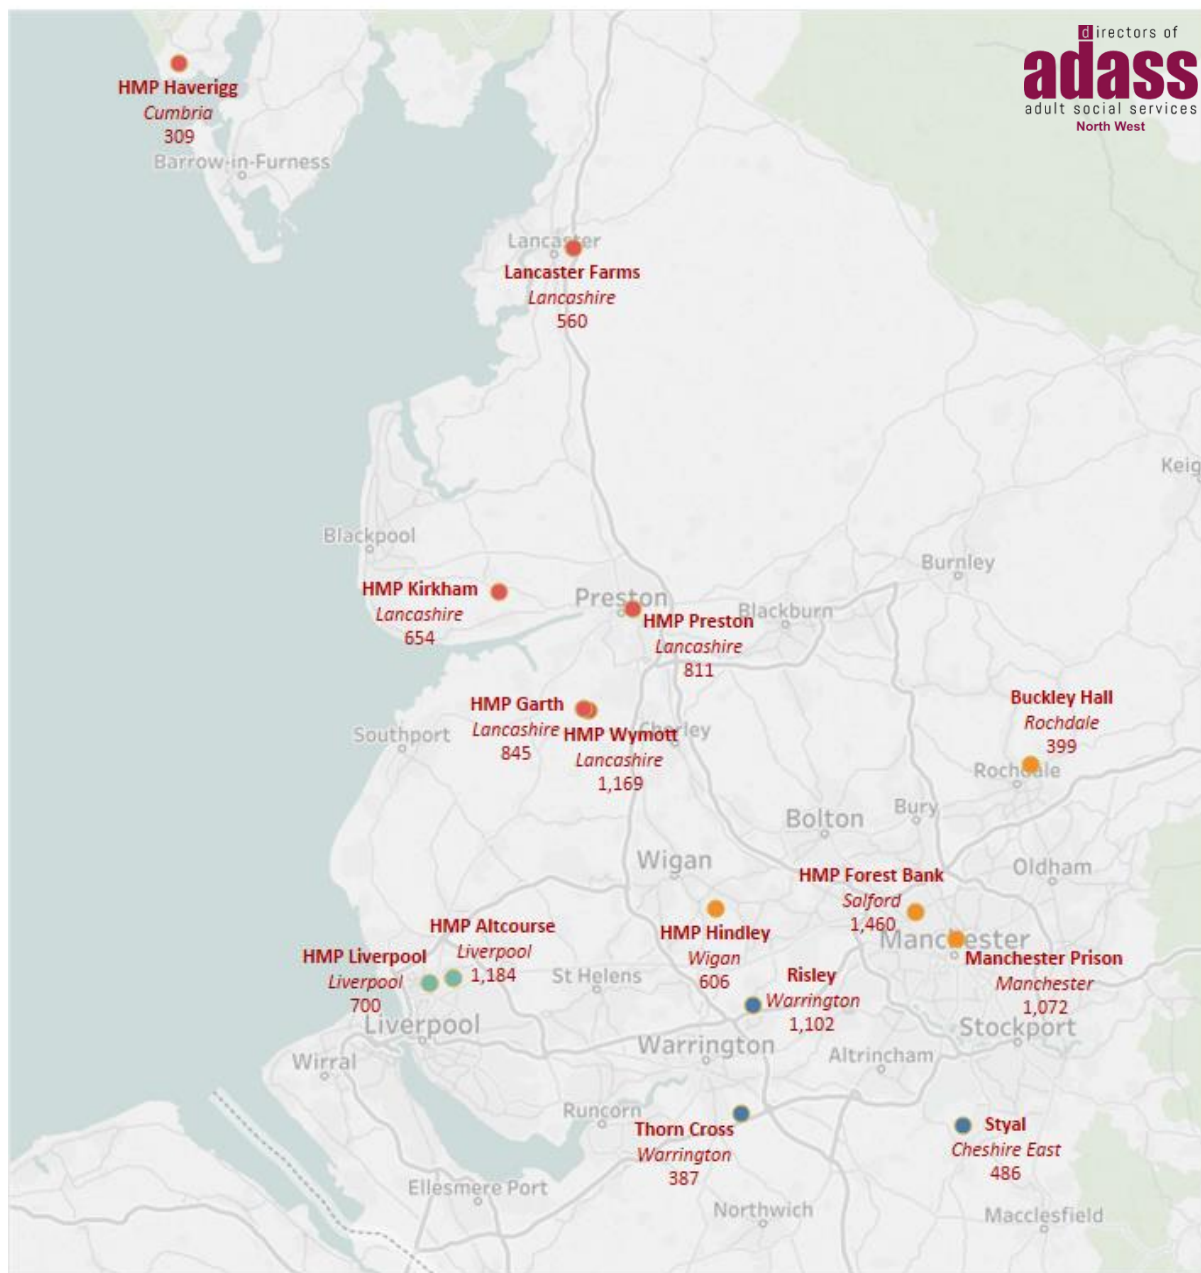 directors of
adass
adult social services
North West
HMP Haverigg
Cumbria
309
Barrow-in-Furness
Lancaster
Lancaster Farms
Lancashire
560
Keig
Blackpool
Burnley
HMP Kirkham
Lancashire
654
Preston
HMP Preston
Lancashire
811
Blackburn
Buckley Hall
Rochdale
399
Rochdale
HMP Garth
Lancashire
845
HMP Wymott
Lancashire
1,169
Chorley
Southport
Bolton
Bury
Wigan
Oldham
HMP Forest Bank
Salford
1,460
Manchester
HMP Hindley
Wigan
606
HMP Altcourse
Liverpool
1,184
HMP Liverpool
Liverpool
700
St Helens
Manchester Prison
Manchester
1,072
Risley
Warrington
1,102
Liverpool
Stockport
Warrington
Altrincham
Wirral
Runcorn
Thorn Cross
Warrington
387
Styal
Cheshire East
486
Ellesmere Port
Northwich
Macclesfield